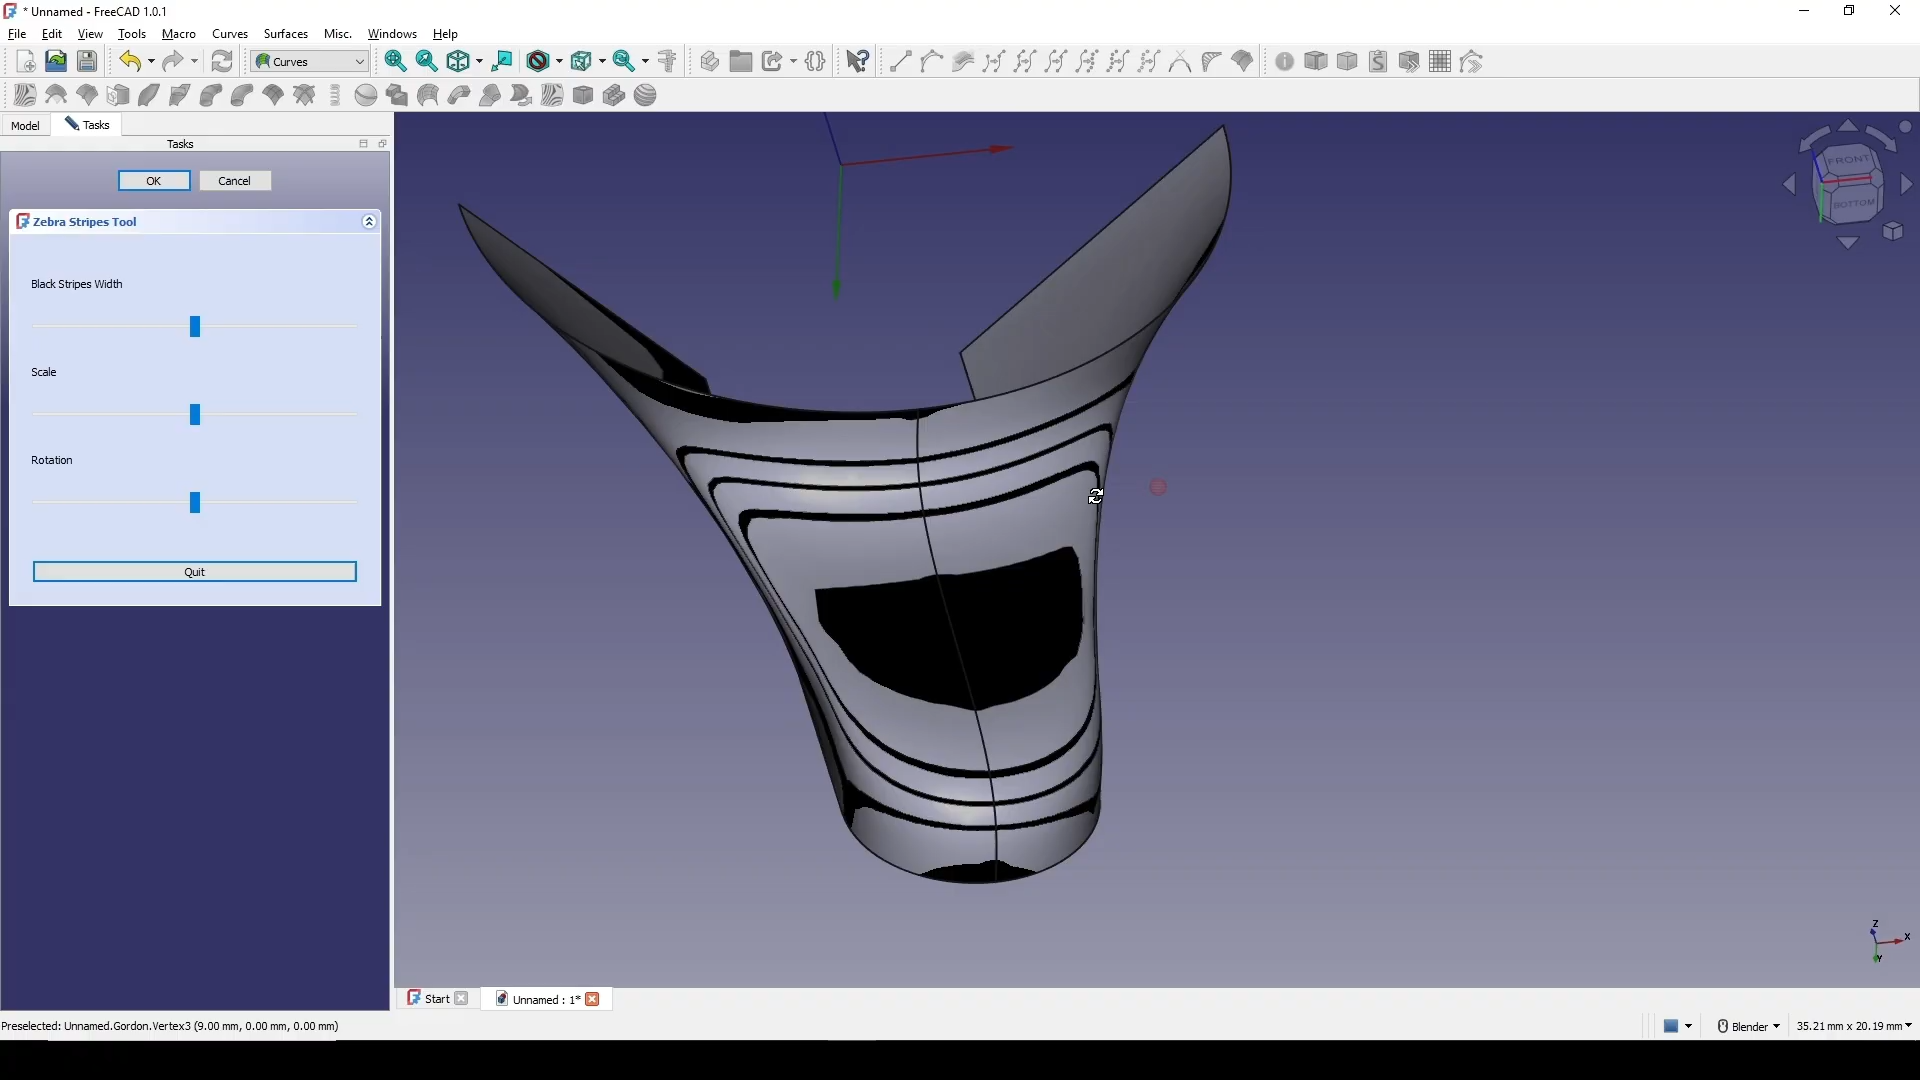 * Unnamed - FreeCAD 1.0.1
File Edit View Tools Macro Curves Surfaces Misc. Windows Help
Curves
Model Tasks
Tasks
OK Cancel
Zebra Stripes Tool
Black Stripes Width
Scale
Rotation
Quit
FRONT
BOTTOM
Z
X
Y
Start Unnamed : 1*
Preselected: Unnamed.Gordon.Vertex3 (9.00 mm, 0.00 mm, 0.00 mm)
Blender 35.21 mm x 20.19 mm